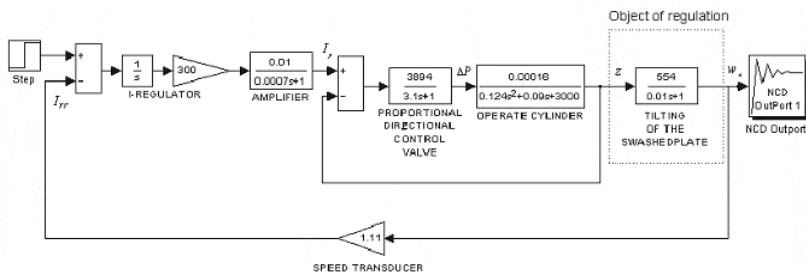 Object of regulation
Step
+
-
I_rr
1
s
I-REGULATOR
300
0.01
0.0007s+1
AMPLIFIER
I_r
+
-
3894
3.1s+1
PROPORTIONAL
DIRECTIONAL
CONTROL
VALVE
ΔP
0.00018
0.124s²+0.09s+3000
OPERATE CYLINDER
z
554
0.01s+1
TILTING
OF THE
SWASHEDPLATE
NCD
OutPort 1
NCD Outport
1.11
SPEED TRANSDUCER